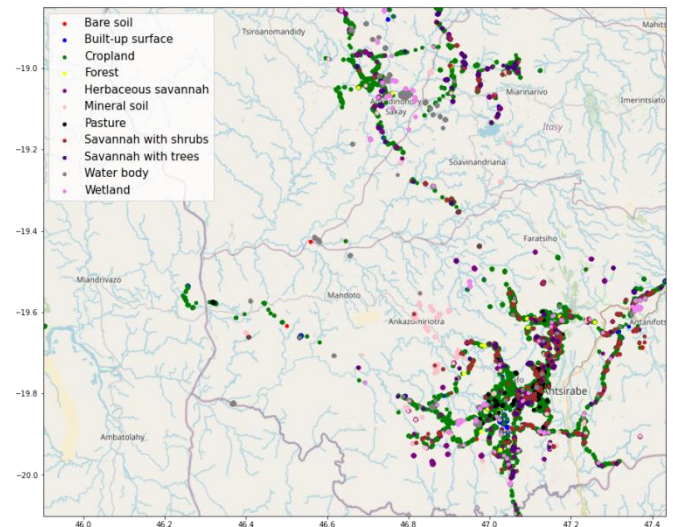 Bare soil
Built-up surface
Cropland
Forest
Herbaceous savannah
Mineral soil
Pasture
Savannah with shrubs
Savannah with trees
Water body
Wetland
Tsiroanomandidy
Mahits
Miarinarivo
Imerintsiato
Sakay
Itasy
Soavinandriana
Faratsiho
Miandrivazo
Mandoto
Ankazomiriotra
Antanifots
Antsirabe
Ambatolahy
−19.0
−19.2
−19.4
−19.6
−19.8
−20.0
46.0
46.2
46.4
46.6
46.8
47.0
47.2
47.4